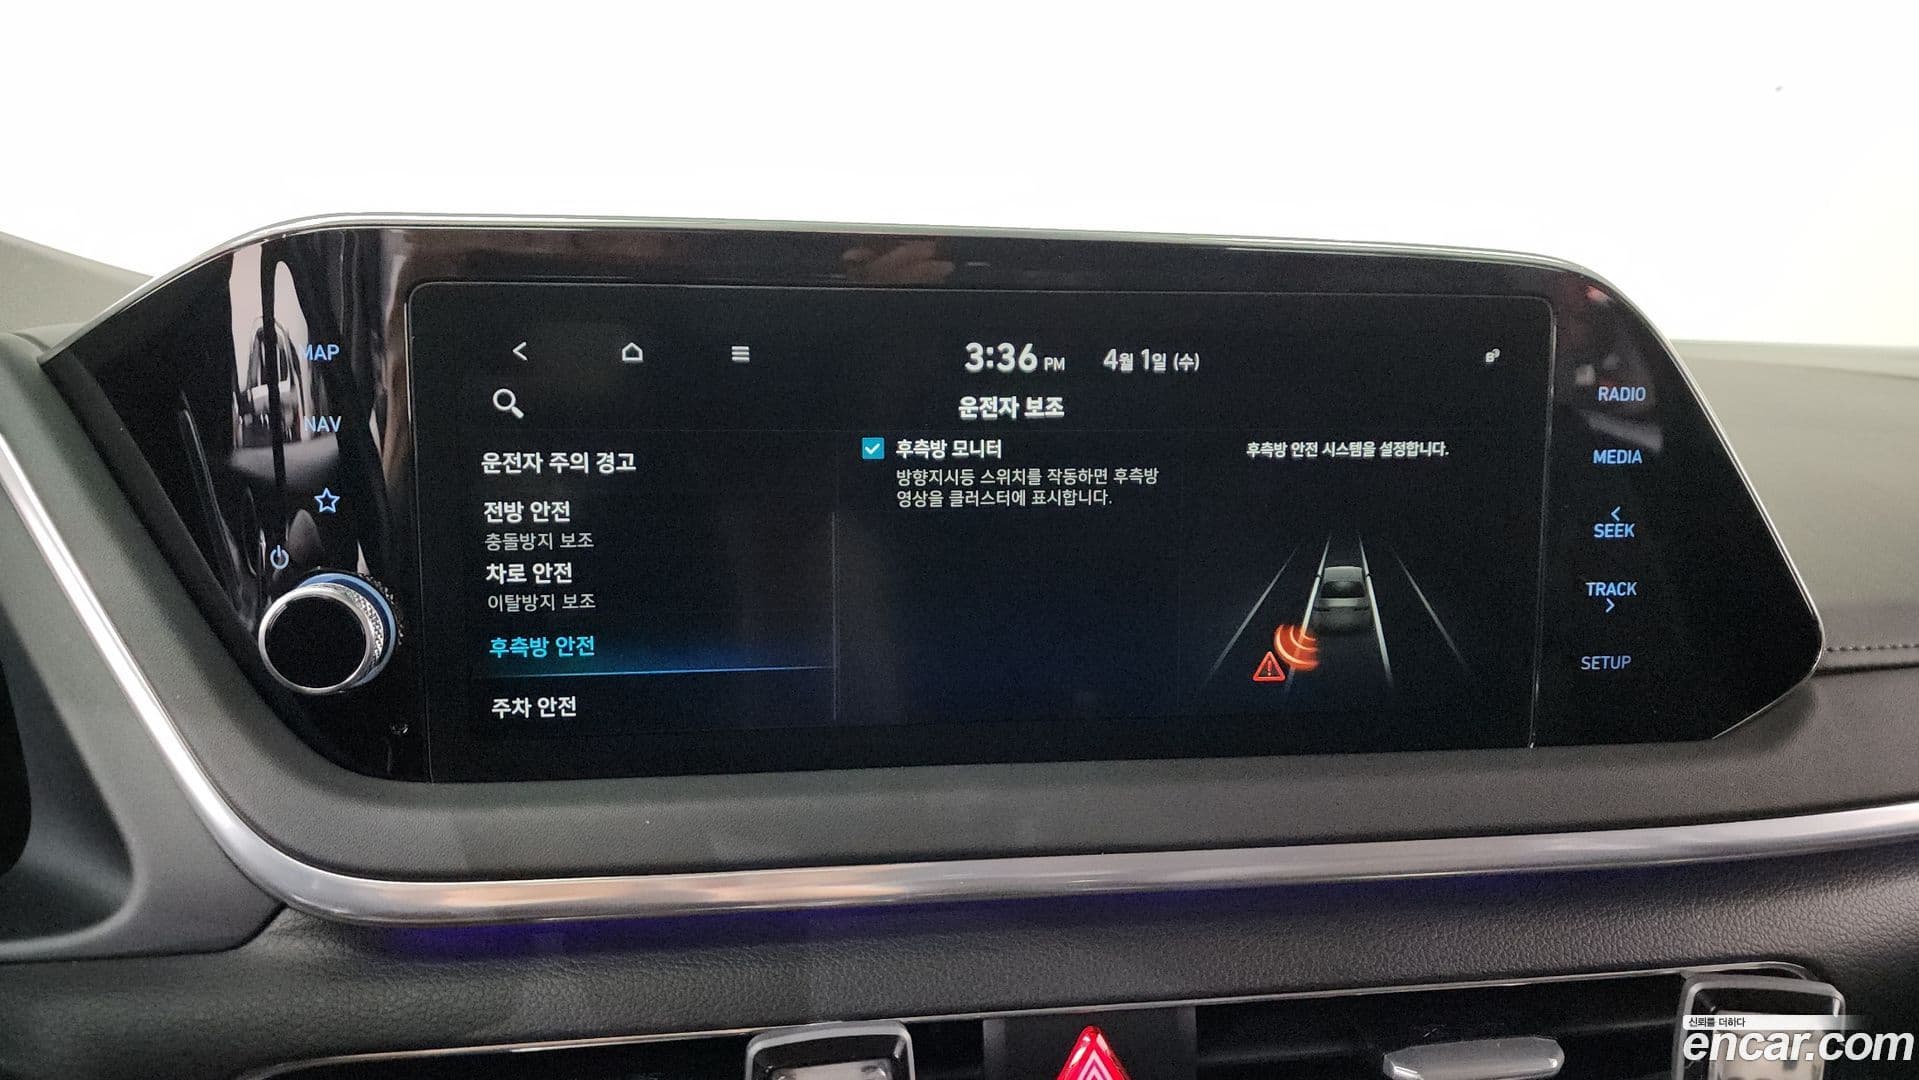 MAP
NAV
3:36 PM 4월 1일 (수)
운전자 보조
운전자 주의 경고
전방 안전
충돌방지 보조
차로 안전
이탈방지 보조
후측방 안전
주차 안전
후측방 모니터
방향지시등 스위치를 작동하면 후측방
영상을 클러스터에 표시합니다.
후측방 안전 시스템을 설정합니다.
RADIO
MEDIA
SEEK
TRACK
SETUP
신뢰를 더하다
encar.com